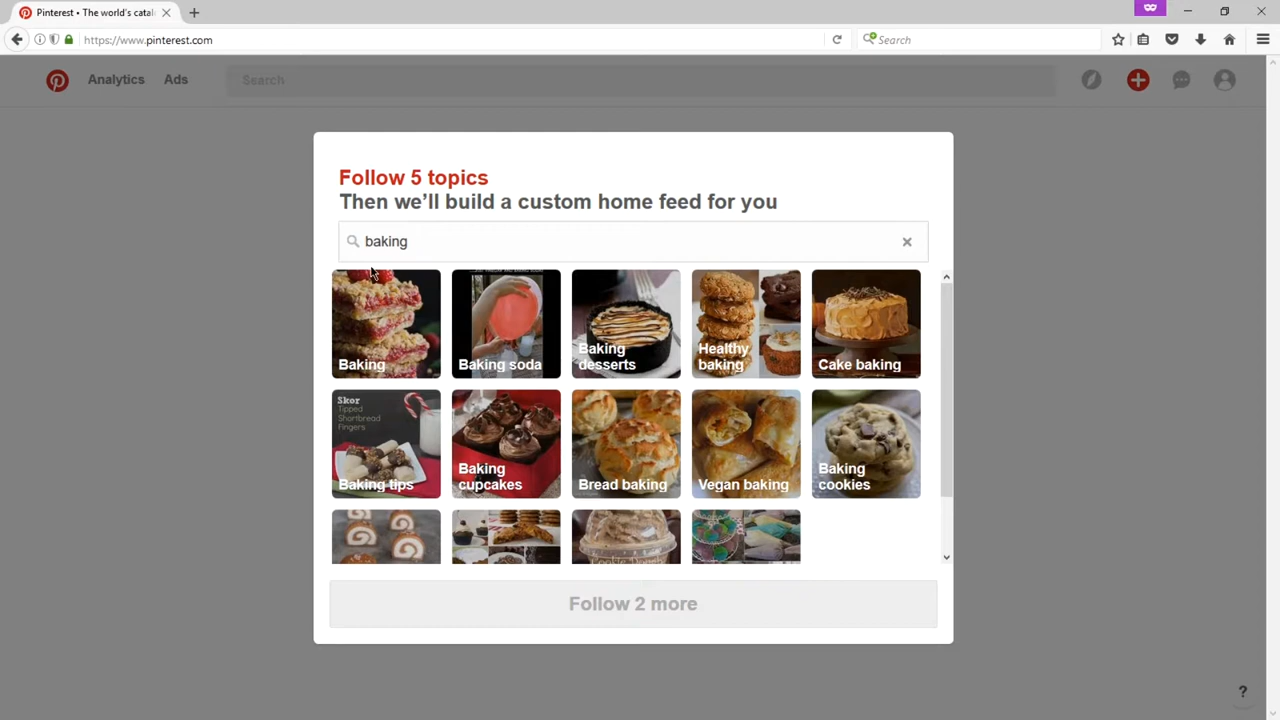 Pinterest • The world's catal
https://www.pinterest.com
Search
Analytics
Ads
Search
Follow 5 topics
Then we'll build a custom home feed for you
baking
Baking
Baking soda
Baking desserts
Healthy baking
Cake baking
Skor
Tipped
Shortbread
Fingers
Baking tips
Baking cupcakes
Bread baking
Vegan baking
Baking cookies
Follow 2 more
?